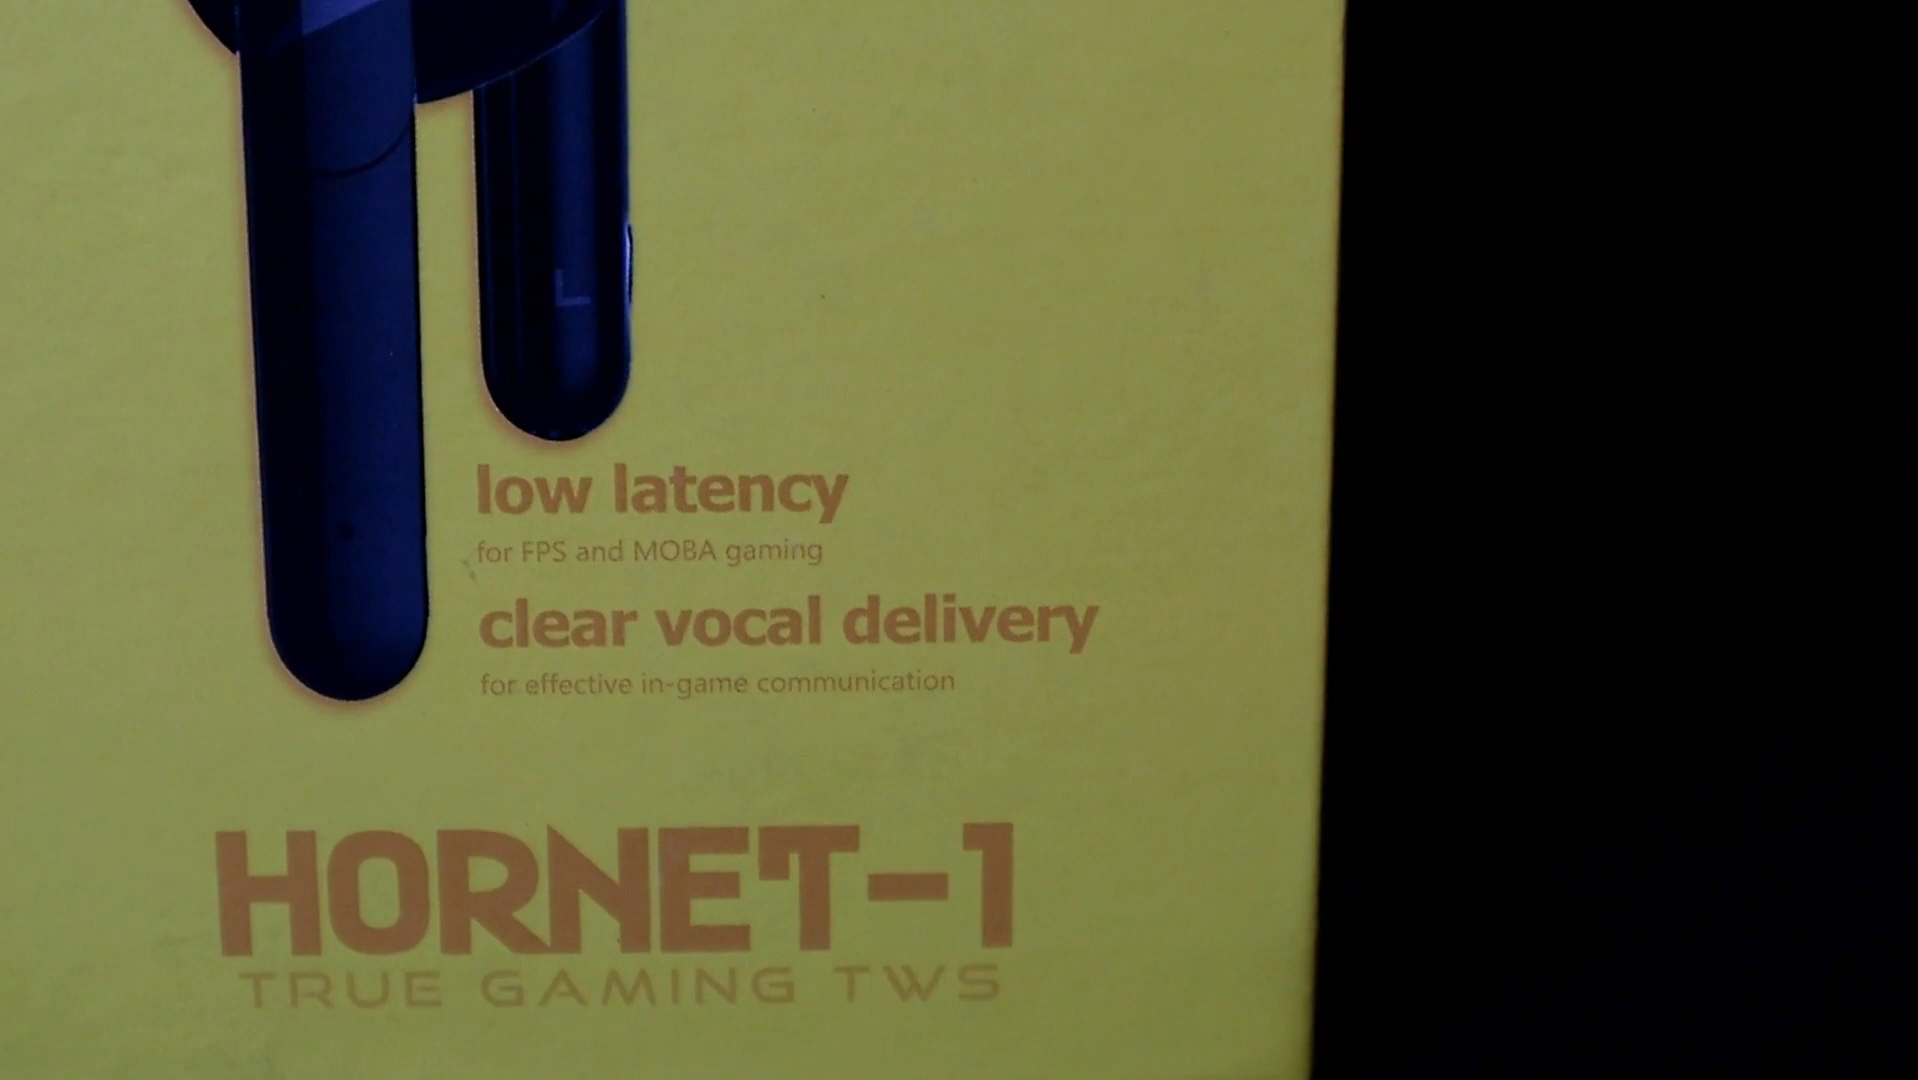 L
low latency
for FPS and MOBA gaming
clear vocal delivery
for effective in-game communication
HORNET-1
TRUE GAMING TWS